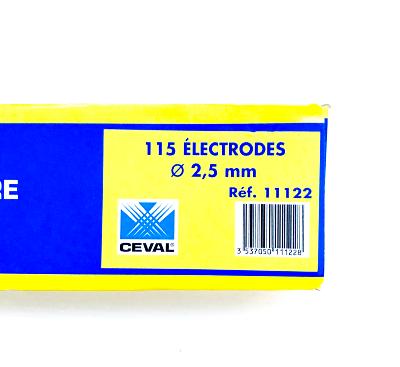 115 ÉLECTRODES
Ø 2,5 mm
Réf. 11122
RE
CEVAL®
3 537050 111228